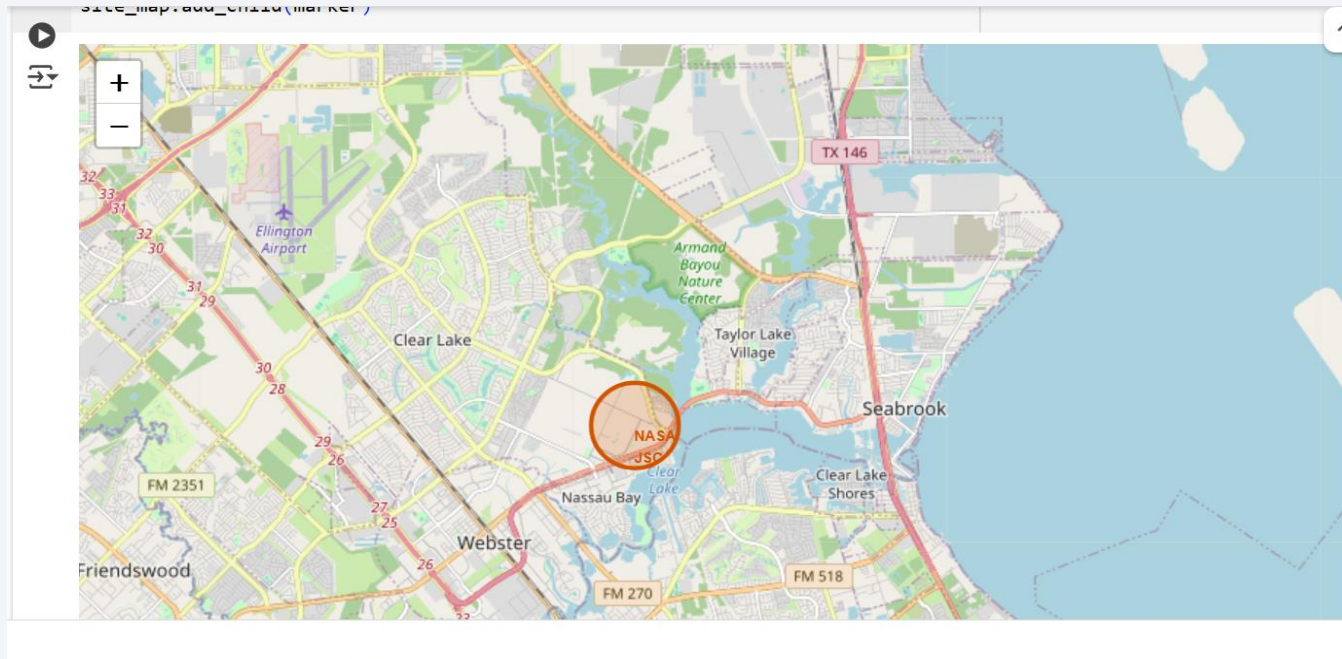 site_map.add_child(marker)
+
−
TX 146
32
33
31
Ellington
Airport
32
30
Armand
Bayou
Nature
Center
31
29
Clear Lake
Taylor Lake
Village
30
28
Seabrook
NASA
JSC
29
26
Clear
Lake
Clear Lake
Shores
FM 2351
Nassau Bay
27
25
Webster
26
Friendswood
FM 518
FM 270